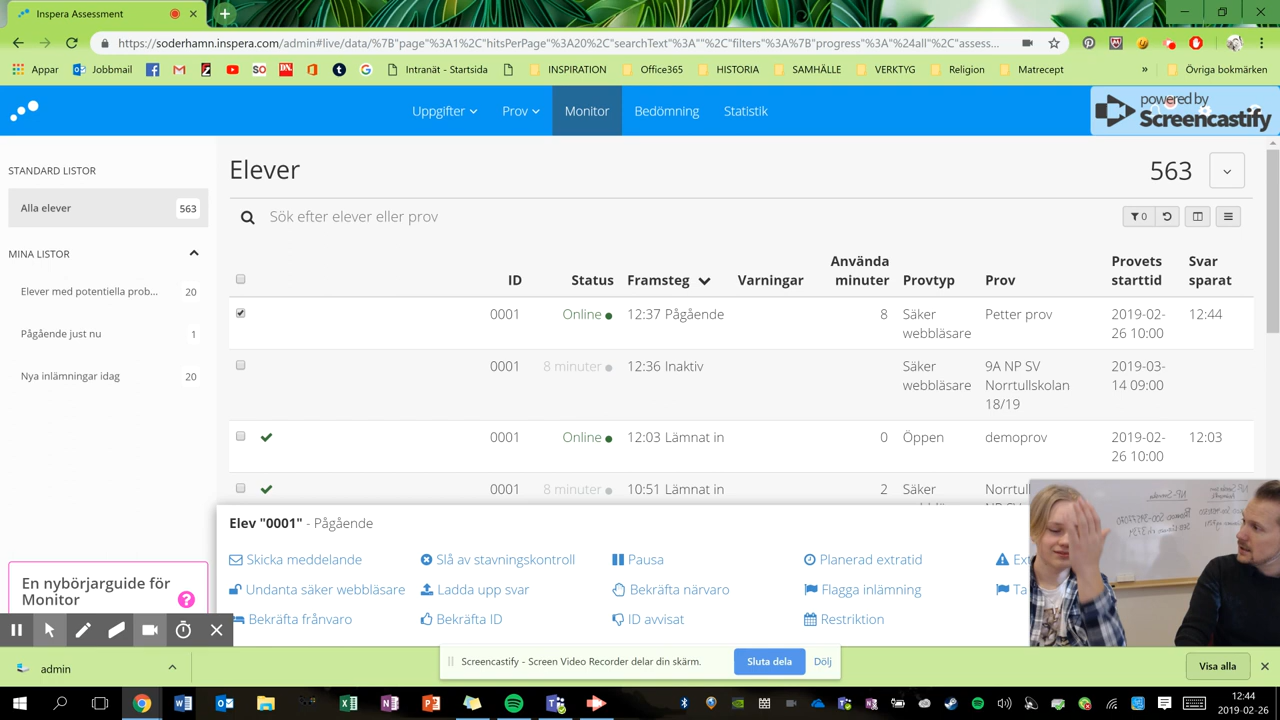 Inspera Assessment
https://soderhamn.inspera.com/admin#live/data/%7B"page"%3A1%2C"hitsPerPage"%3A20%2C"searchText"%3A""%2C"filters"%3A%7B"progress"%3A"%24all"%2C"assess...
Appar
Jobbmail
Intranät - Startsida
INSPIRATION
Office365
HISTORIA
SAMHÄLLE
VERKTYG
Religion
Matrecept
»
Övriga bokmärken
Uppgifter
Prov
Monitor
Bedömning
Statistik
powered by
Screencastify
STANDARD LISTOR
Alla elever 563
MINA LISTOR
Elever med potentiella prob... 20
Pågående just nu 1
Nya inlämningar idag 20
En nybörjarguide för
Monitor ?
Elever 563
Sök efter elever eller prov
0
ID Status Framsteg Varningar Använda minuter Provtyp Prov Provets starttid Svar sparat
0001 Online 12:37 Pågående 8 Säker Petter prov 2019-02- 12:44
webbläsare 26 10:00
0001 8 minuter 12:36 Inaktiv Säker 9A NP SV 2019-03-
webbläsare Norrtullskolan 14 09:00
18/19
0001 Online 12:03 Lämnat in 0 Öppen demoprov 2019-02- 12:03
26 10:00
0001 8 minuter 10:51 Lämnat in 2 Säker
Elev "0001" - Pågående
Skicka meddelande
Slå av stavningskontroll
Pausa
Planerad extratid
Undanta säker webbläsare
Ladda upp svar
Bekräfta närvaro
Flagga inlämning
Ta
Bekräfta frånvaro
Bekräfta ID
ID avvisat
Restriktion
admin
Screencastify - Screen Video Recorder delar din skärm.
Sluta dela
Dölj
Visa alla
12:44
2019-02-26